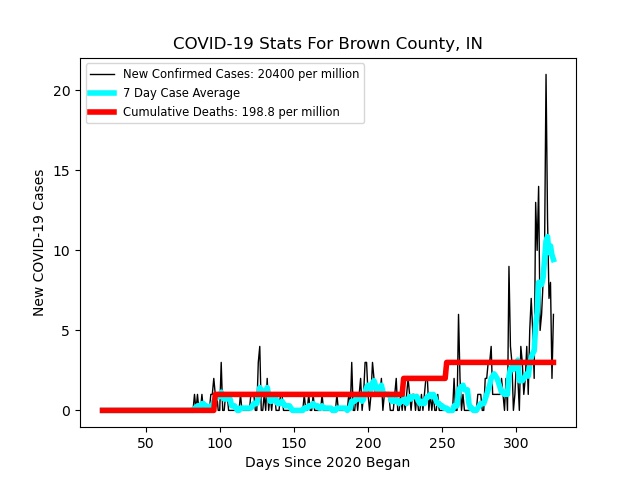 COVID-19 Stats For Brown County, IN
New Confirmed Cases: 20400 per million
7 Day Case Average
Cumulative Deaths: 198.8 per million
New COVID-19 Cases
20
15
10
5
0
50 100 150 200 250 300
Days Since 2020 Began